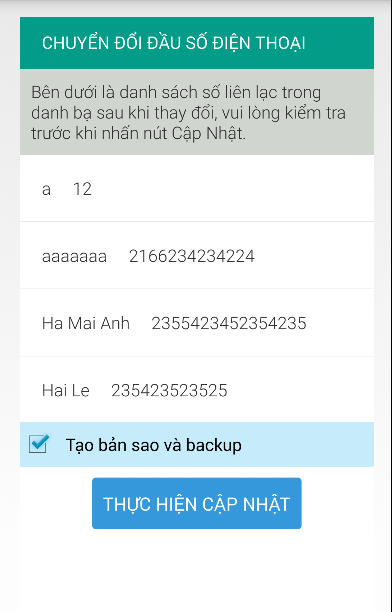 CHUYỂN ĐỔI ĐẦU SỐ ĐIỆN THOẠI
Bên dưới là danh sách số liên lạc trong
danh bạ sau khi thay đổi, vui lòng kiểm tra
trước khi nhấn nút Cập Nhật.
a 12
aaaaaaa 2166234234224
Ha Mai Anh 2355423452354235
Hai Le 235423523525
Tạo bản sao và backup
THỰC HIỆN CẬP NHẬT